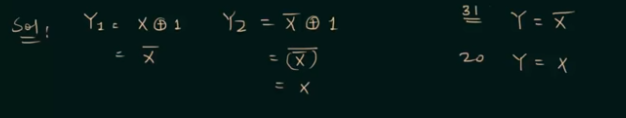 Sol: Y₁ = X ⊕ 1
= X̅
Y₂ = X̅ ⊕ 1
= (X̅)̅
= X
31 Y = X̅
20 Y = X